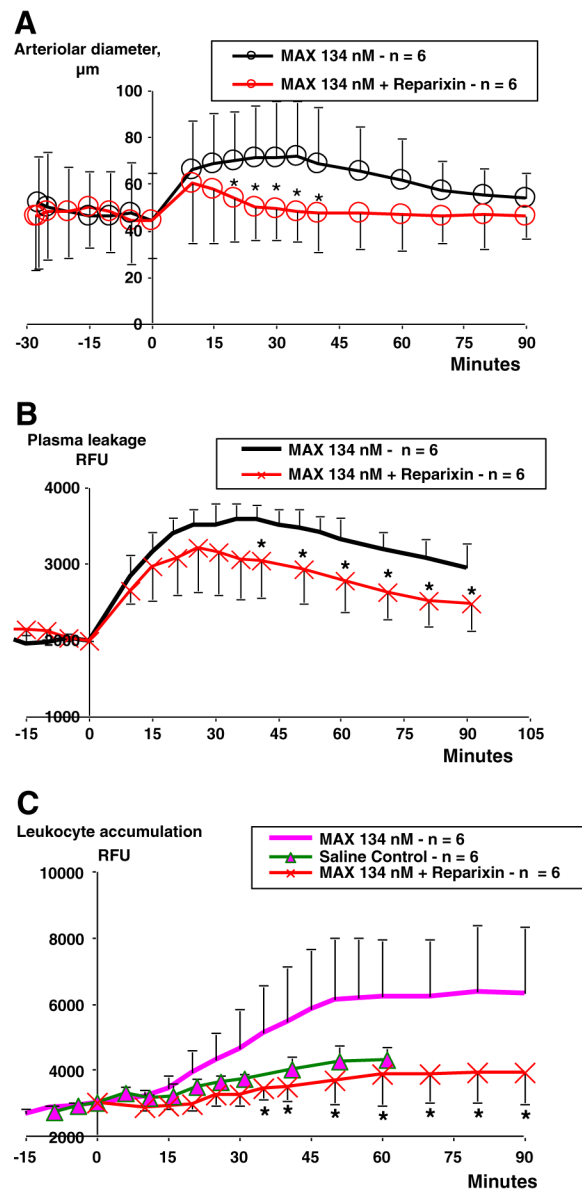 A
Arteriolar diameter,
µm
MAX 134 nM - n = 6
MAX 134 nM + Reparixin - n = 6
100
80
60
40
20
0
* * * * *
-30 -15 0 15 30 45 60 75 90
Minutes
B
Plasma leakage
RFU
MAX 134 nM - n = 6
MAX 134 nM + Reparixin - n = 6
4000
3000
2000
1000
* * * * * *
-15 0 15 30 45 60 75 90 105
Minutes
C
Leukocyte accumulation
RFU
MAX 134 nM - n = 6
Saline Control - n = 6
MAX 134 nM + Reparixin - n = 6
10000
8000
6000
4000
2000
* * * * * * *
-15 0 15 30 45 60 75 90
Minutes